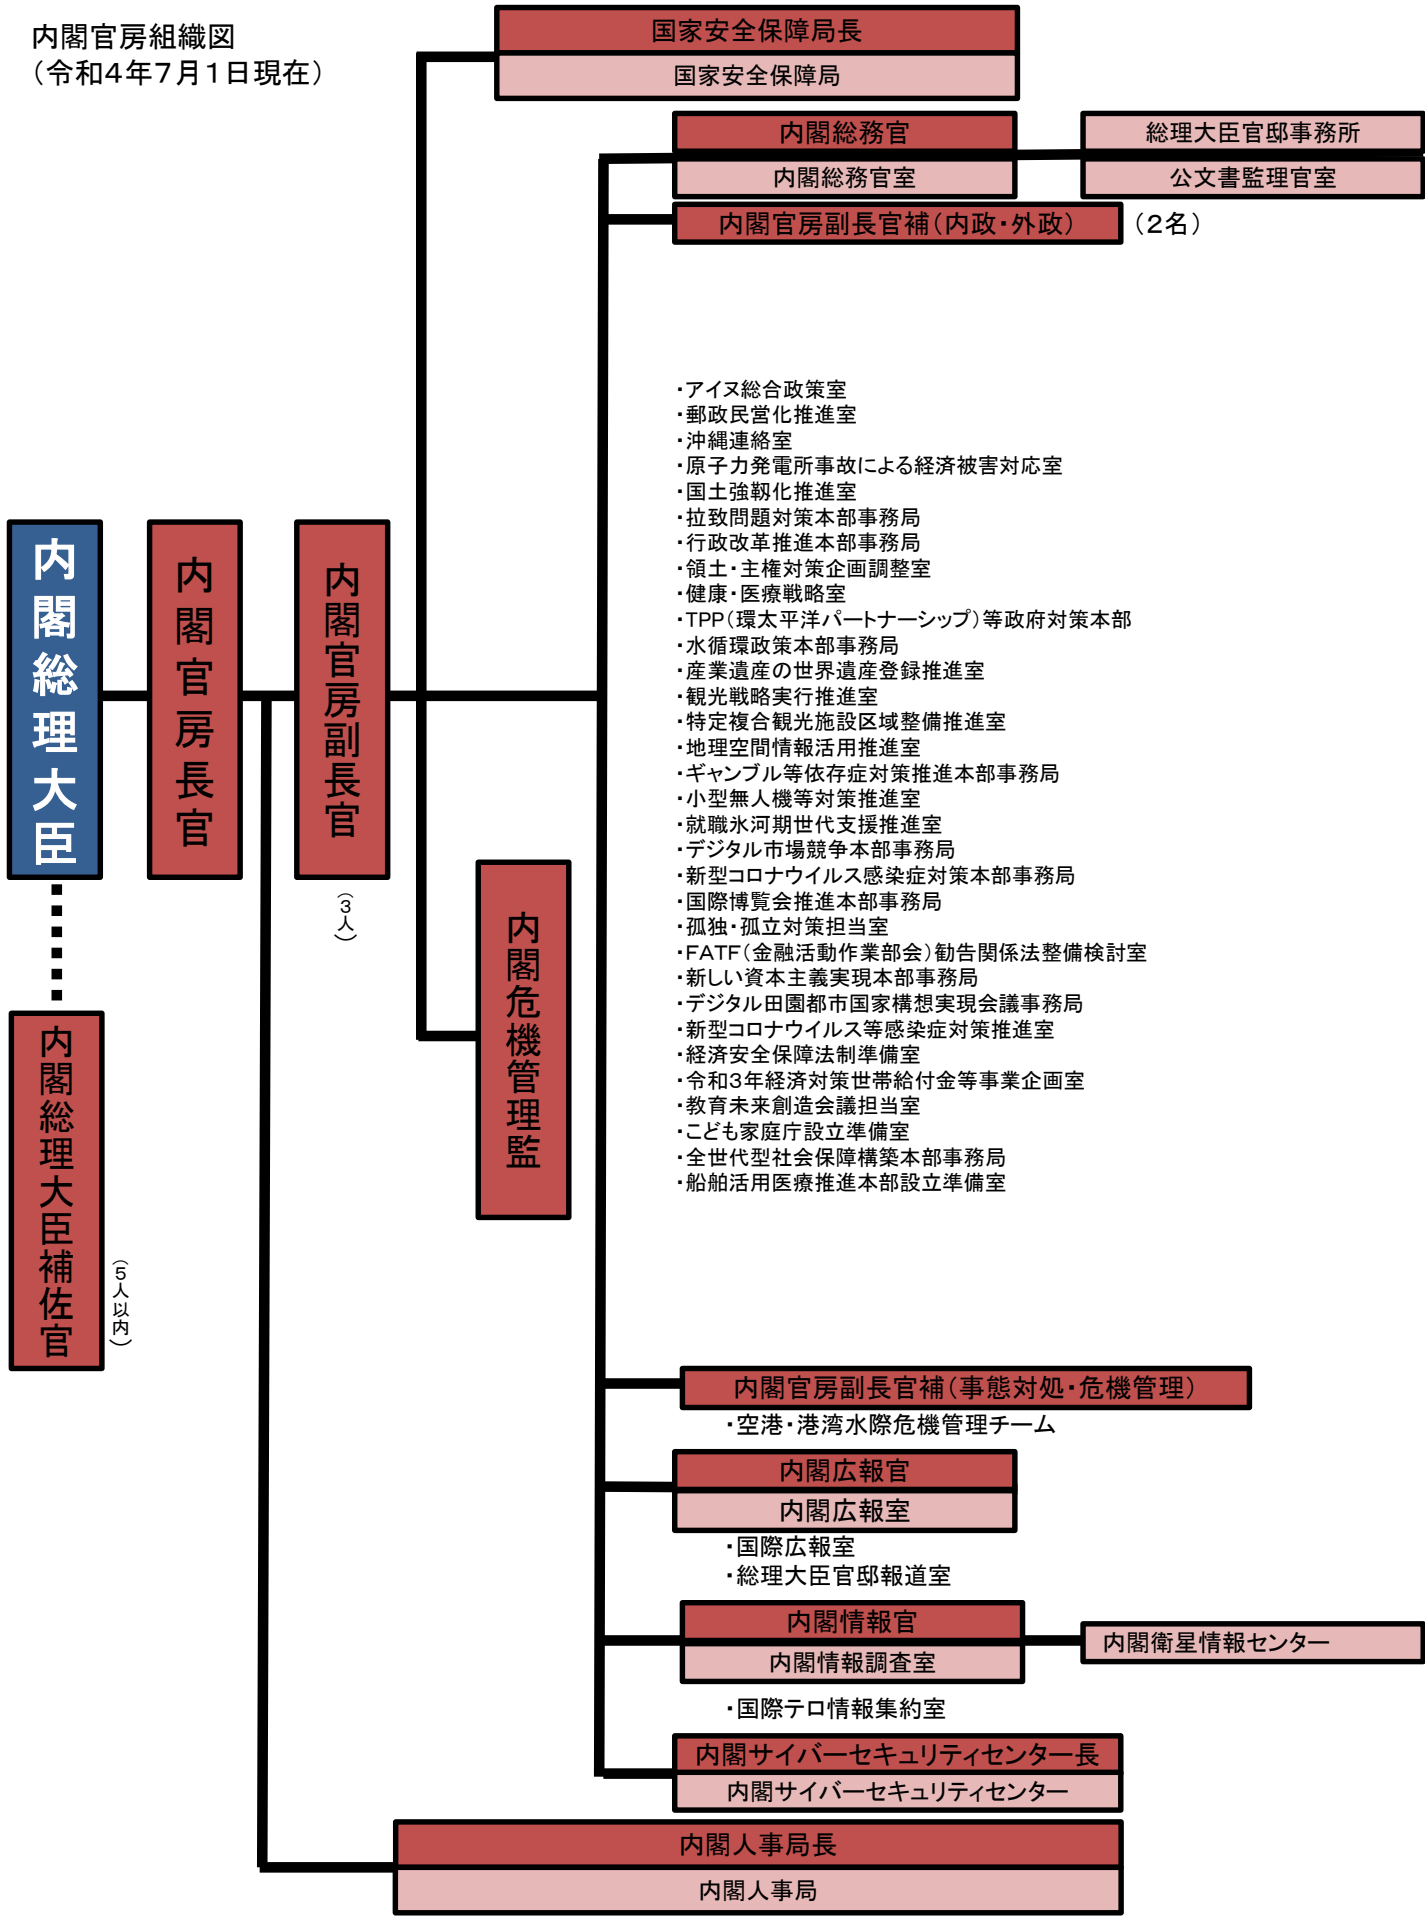 内閣官房組織図
（令和４年７月１日現在）
国家安全保障局長
国家安全保障局
内閣総務官
内閣総務官室
総理大臣官邸事務所
公文書監理官室
内閣官房副長官補（内政・外政）
（２名）
・アイヌ総合政策室
・郵政民営化推進室
・沖縄連絡室
・原子力発電所事故による経済被害対応室
・国土強靱化推進室
・拉致問題対策本部事務局
・行政改革推進本部事務局
・領土・主権対策企画調整室
・健康・医療戦略室
・TPP（環太平洋パートナーシップ）等政府対策本部
・水循環政策本部事務局
・産業遺産の世界遺産登録推進室
・観光戦略実行推進室
・特定複合観光施設区域整備推進室
・地理空間情報活用推進室
・ギャンブル等依存症対策推進本部事務局
・小型無人機等対策推進室
・就職氷河期世代支援推進室
・デジタル市場競争本部事務局
・新型コロナウイルス感染症対策本部事務局
・国際博覧会推進本部事務局
・孤独・孤立対策担当室
・FATF（金融活動作業部会）勧告関係法整備検討室
・新しい資本主義実現本部事務局
・デジタル田園都市国家構想実現会議事務局
・新型コロナウイルス等感染症対策推進室
・経済安全保障法制準備室
・令和３年経済対策世帯給付金等事業企画室
・教育未来創造会議担当室
・こども家庭庁設立準備室
・全世代型社会保障構築本部事務局
・船舶活用医療推進本部設立準備室
内閣総理大臣
内閣官房長官
内閣官房副長官
（３人）
内閣危機管理監
内閣総理大臣補佐官
（５人以内）
内閣官房副長官補（事態対処・危機管理）
・空港・港湾水際危機管理チーム
内閣広報官
内閣広報室
・国際広報室
・総理大臣官邸報道室
内閣情報官
内閣情報調査室
内閣衛星情報センター
・国際テロ情報集約室
内閣サイバーセキュリティセンター長
内閣サイバーセキュリティセンター
内閣人事局長
内閣人事局